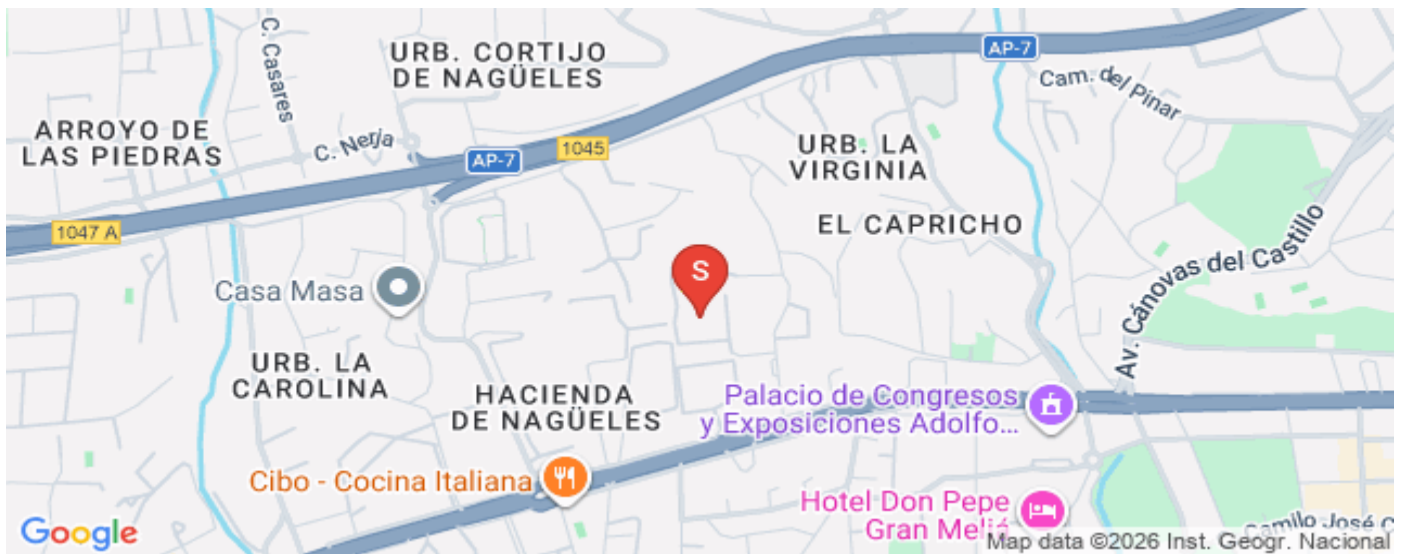 C. Casares
URB. CORTIJO
DE NAGÜELES
AP-7
Cam. del Pinar
ARROYO DE
LAS PIEDRAS
C. Nerja
AP-7
1045
URB. LA
VIRGINIA
1047 A
EL CAPRICHO
Av. Cánovas del Castillo
S
Casa Masa
URB. LA
CAROLINA
HACIENDA
DE NAGÜELES
Palacio de Congresos
y Exposiciones Adolfo...
Cibo - Cocina Italiana
Hotel Don Pepe
Gran Meliá
Camilo José C
Google
Map data ©2026 Inst. Geogr. Nacional